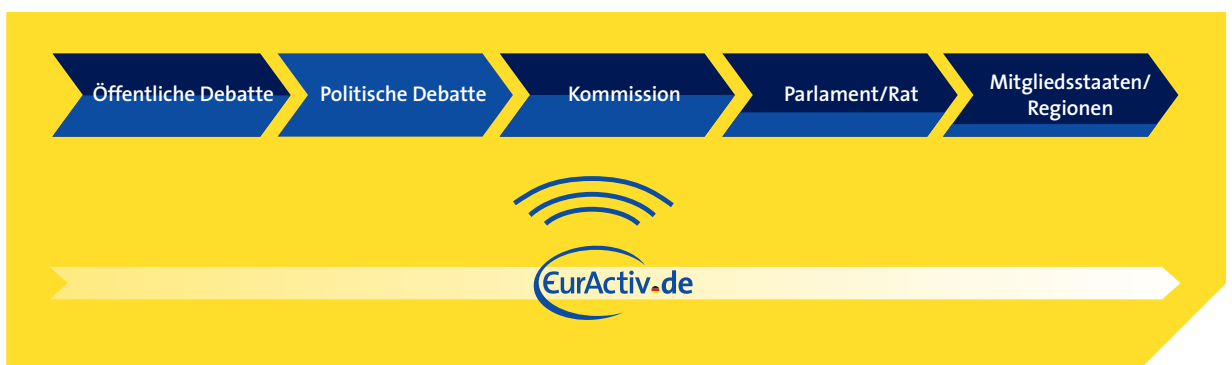 Öffentliche Debatte
Politische Debatte
Kommission
Parlament/Rat
Mitgliedsstaaten/
Regionen
EurActiv.de